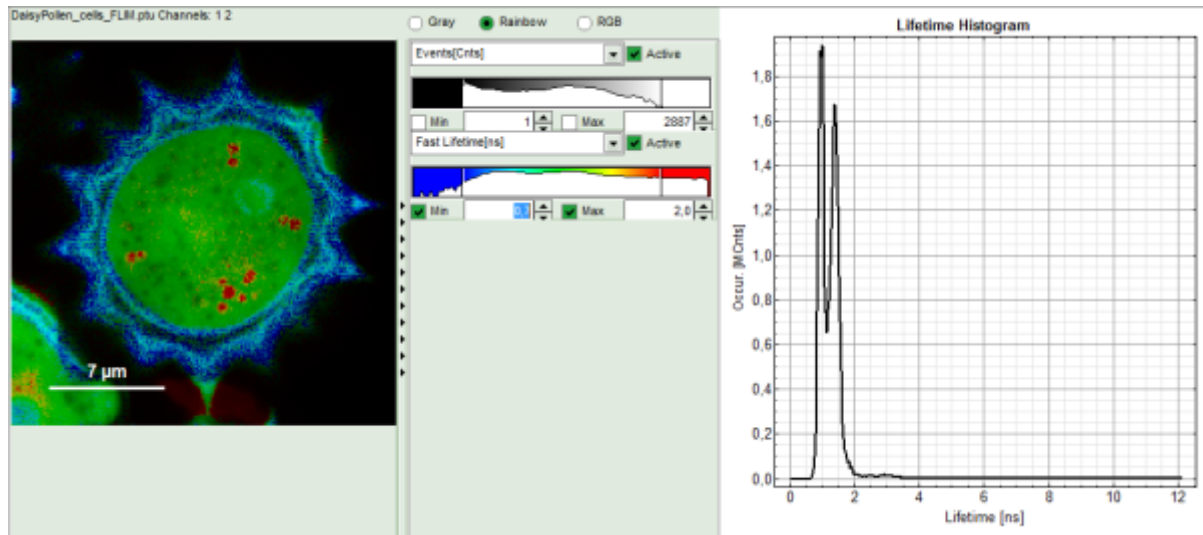 DaisyPollen_cells_FLIM.ptu Channels: 1 2
Gray Rainbow RGB
Events[Cnts] Active
Min 1 Max 2887
Fast Lifetime[ns] Active
Min 0,7 Max 2,0
7 µm
Lifetime Histogram
Occur. [MCnts]
1,8
1,6
1,4
1,2
1,0
0,8
0,6
0,4
0,2
0,0
0 2 4 6 8 10 12
Lifetime [ns]